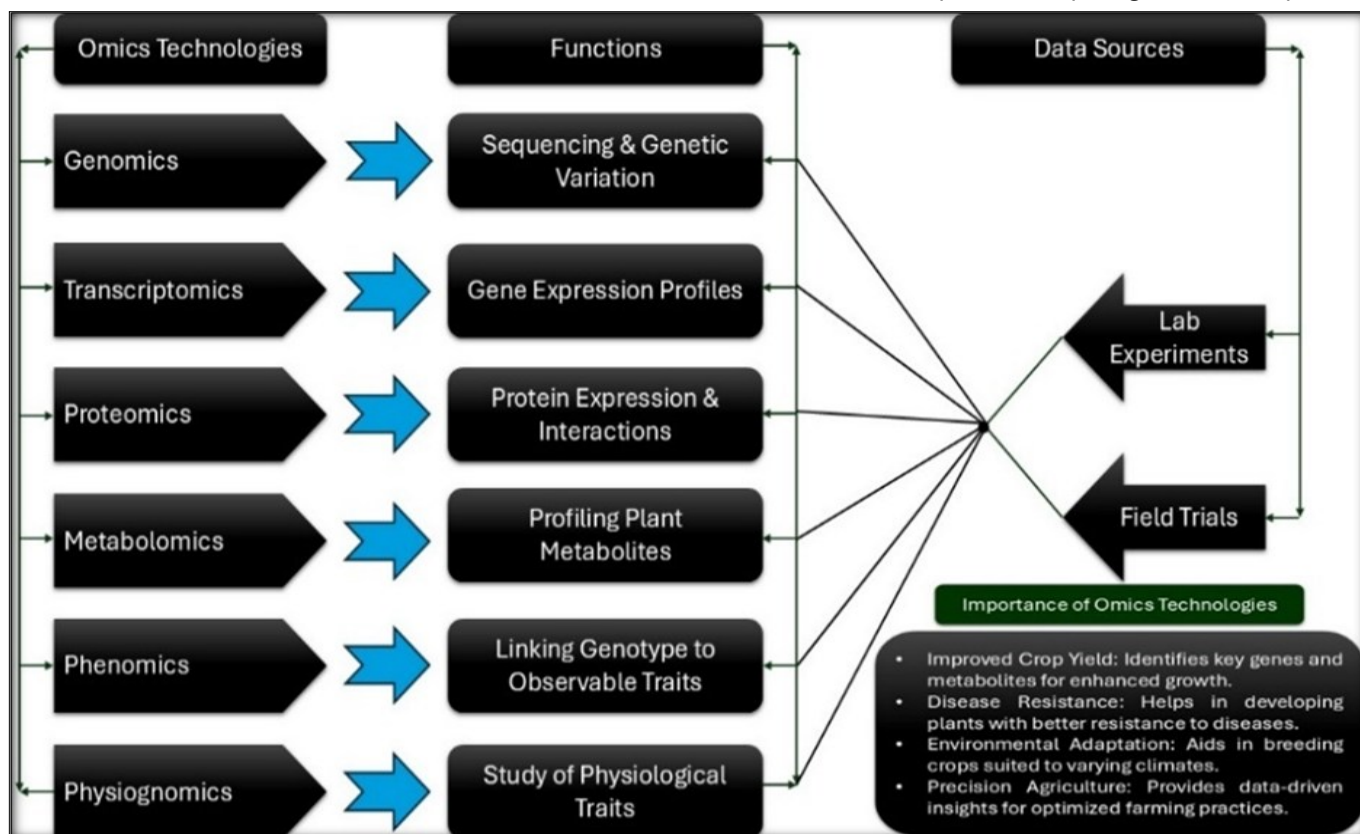 Omics Technologies
Functions
Data Sources
Genomics
Sequencing & Genetic
Variation
Transcriptomics
Gene Expression Profiles
Lab
Experiments
Proteomics
Protein Expression &
Interactions
Metabolomics
Profiling Plant
Metabolites
Field Trials
Phenomics
Linking Genotype to
Observable Traits
Physiognomics
Study of Physiological
Traits
Importance of Omics Technologies
• Improved Crop Yield: Identifies key genes and
metabolites for enhanced growth.
• Disease Resistance: Helps in developing
plants with better resistance to diseases.
• Environmental Adaptation: Aids in breeding
crops suited to varying climates.
• Precision Agriculture: Provides data-driven
insights for optimized farming practices.